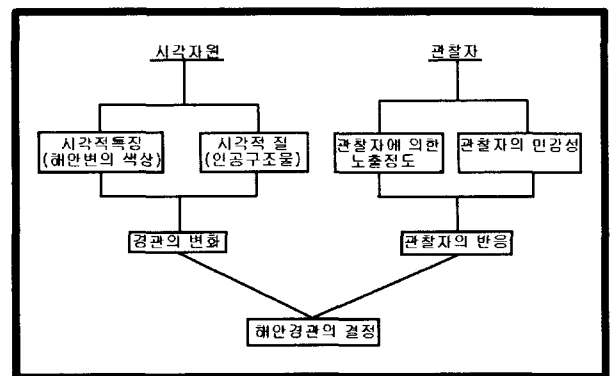 시각자원
관찰자
시각적특징
(해안변의 색상)
시각적 질
(인공구조물)
관찰자에 의한
노출정도
관찰자의 민감성
경관의 변화
관찰자의 반응
해안경관의 결정